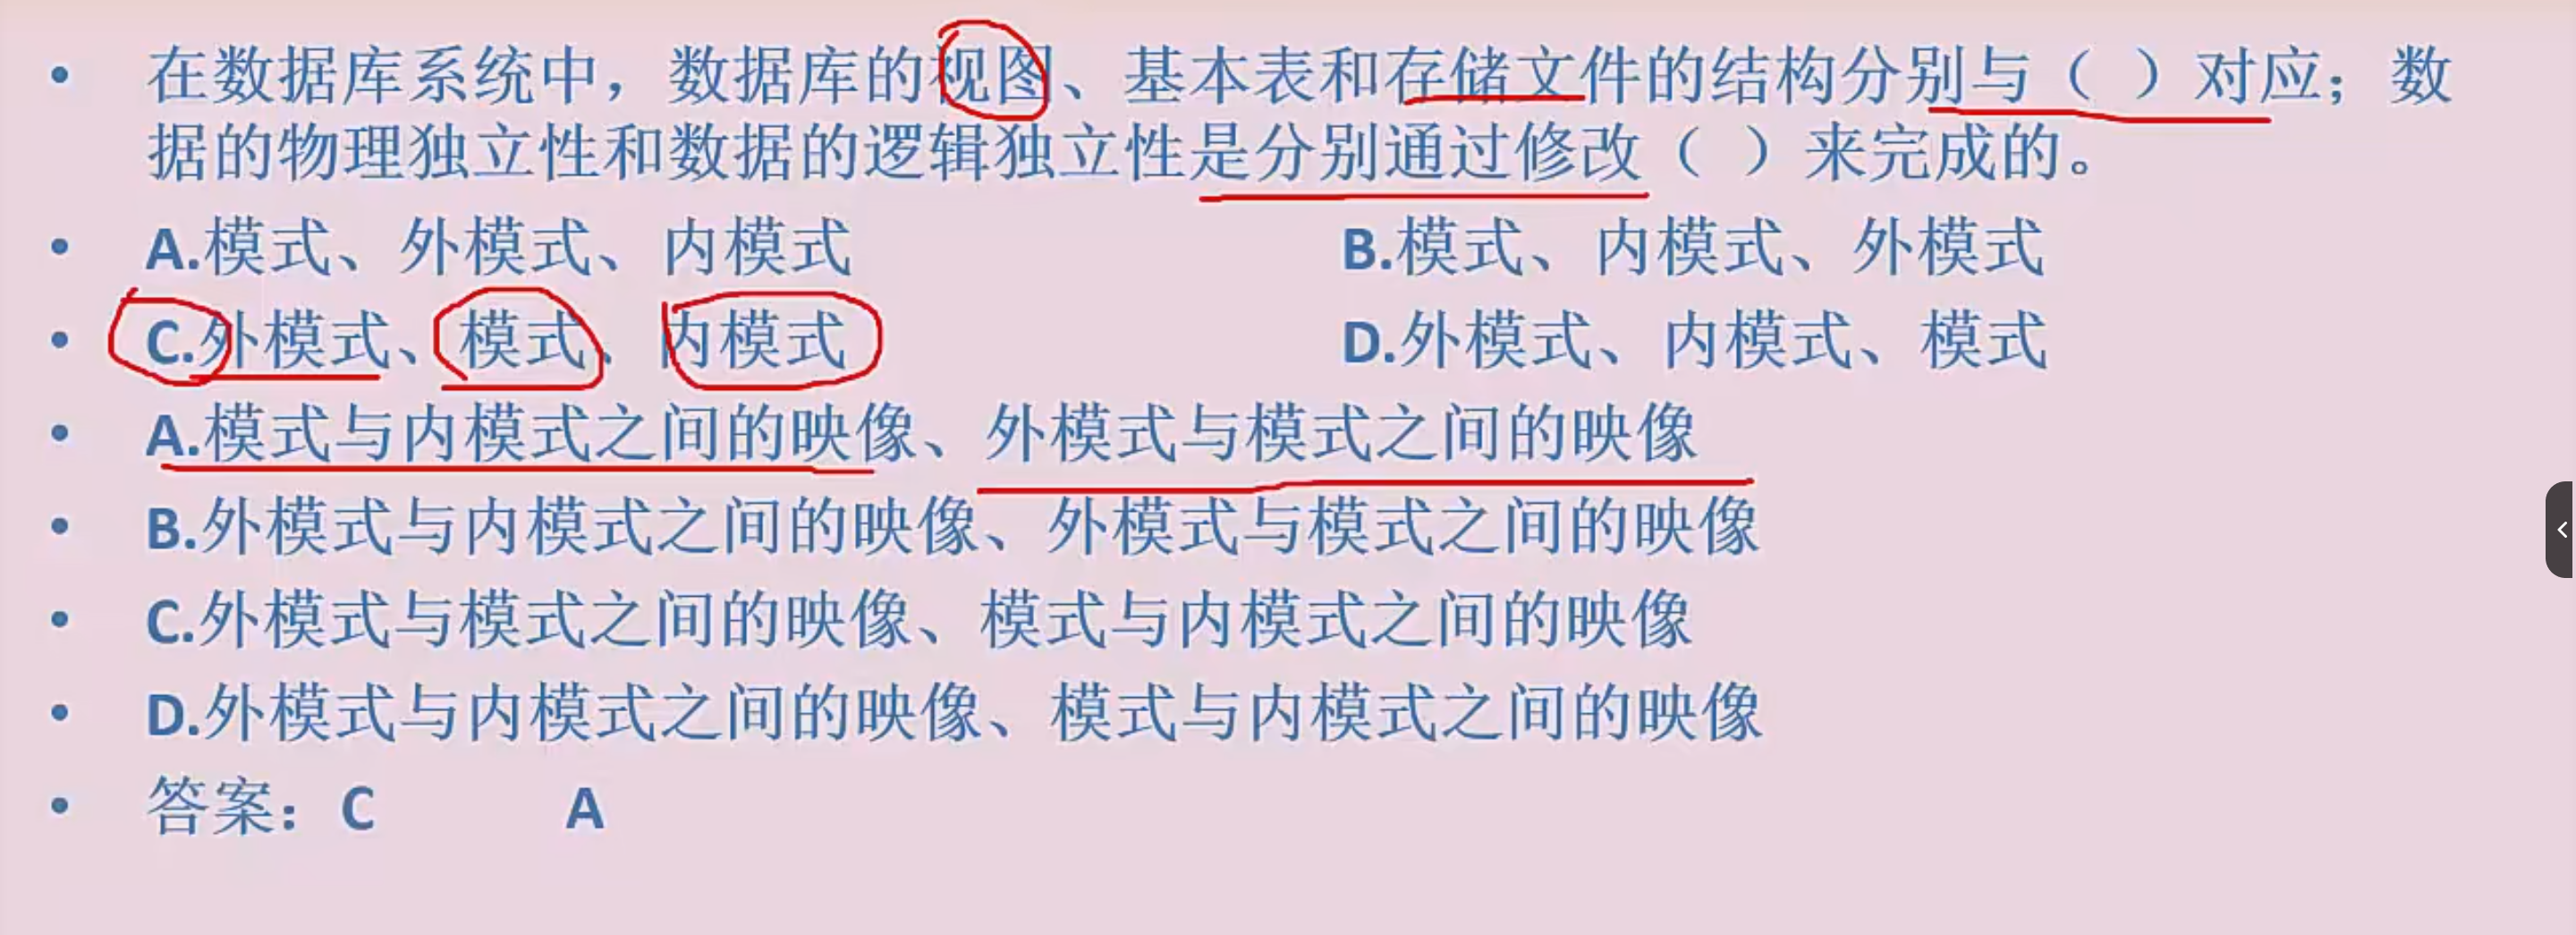 • 在数据库系统中，数据库的视图、基本表和存储文件的结构分别与（ ）对应；数
据的物理独立性和数据的逻辑独立性是分别通过修改（ ）来完成的。
• A.模式、外模式、内模式 B.模式、内模式、外模式
• C.外模式、模式、内模式 D.外模式、内模式、模式
• A.模式与内模式之间的映像、外模式与模式之间的映像
• B.外模式与内模式之间的映像、外模式与模式之间的映像
• C.外模式与模式之间的映像、模式与内模式之间的映像
• D.外模式与内模式之间的映像、模式与内模式之间的映像
• 答案：C A